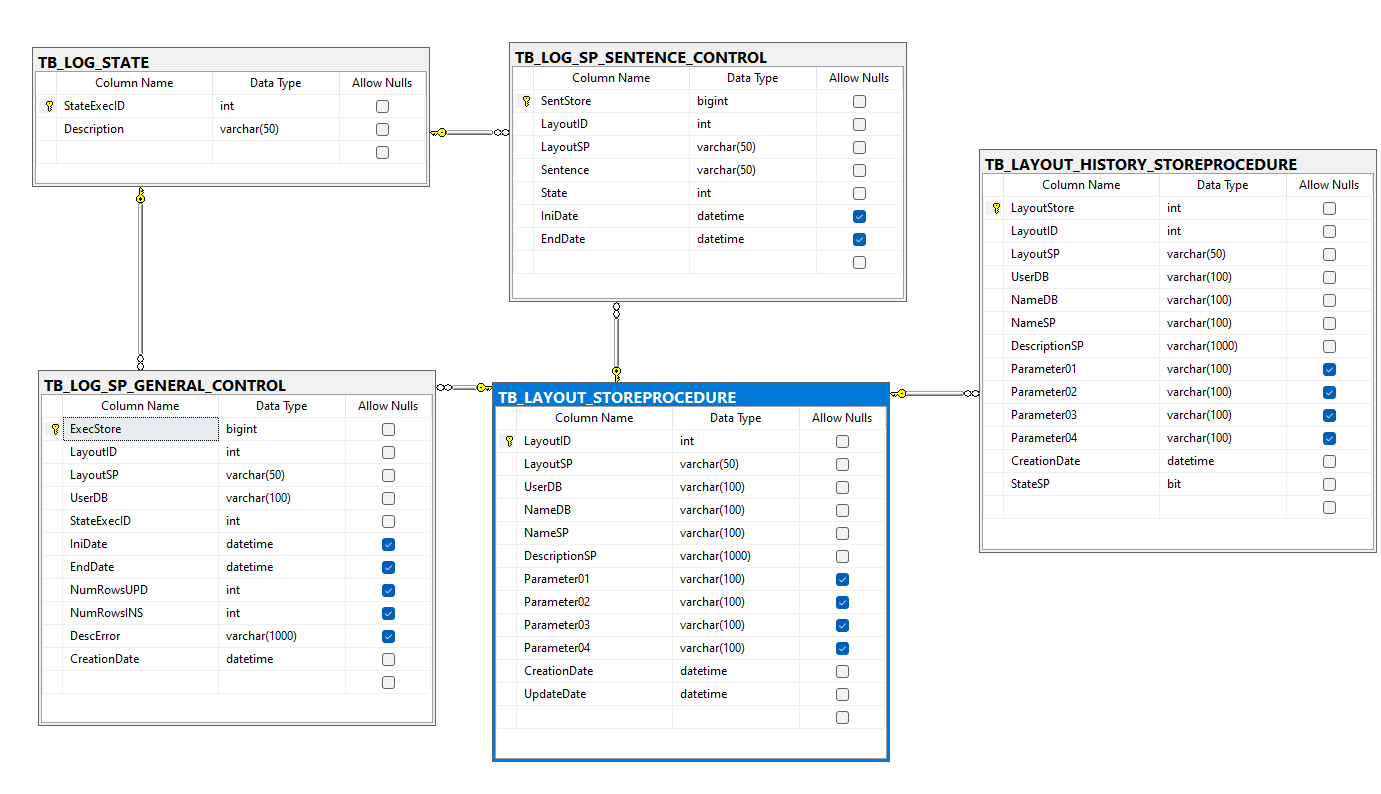 TB_LOG_STATE
Column Name Data Type Allow Nulls
StateExecID int
Description varchar(50)
TB_LOG_SP_SENTENCE_CONTROL
Column Name Data Type Allow Nulls
SentStore bigint
LayoutID int
LayoutSP varchar(50)
Sentence varchar(50)
State int
IniDate datetime
EndDate datetime
TB_LAYOUT_HISTORY_STOREPROCEDURE
Column Name Data Type Allow Nulls
LayoutStore int
LayoutID int
LayoutSP varchar(50)
UserDB varchar(100)
NameDB varchar(100)
NameSP varchar(100)
DescriptionSP varchar(1000)
Parameter01 varchar(100)
Parameter02 varchar(100)
Parameter03 varchar(100)
Parameter04 varchar(100)
CreationDate datetime
StateSP bit
TB_LOG_SP_GENERAL_CONTROL
Column Name Data Type Allow Nulls
ExecStore bigint
LayoutID int
LayoutSP varchar(50)
UserDB varchar(100)
StateExecID int
IniDate datetime
EndDate datetime
NumRowsUPD int
NumRowsINS int
DescError varchar(1000)
CreationDate datetime
TB_LAYOUT_STOREPROCEDURE
Column Name Data Type Allow Nulls
LayoutID int
LayoutSP varchar(50)
UserDB varchar(100)
NameDB varchar(100)
NameSP varchar(100)
DescriptionSP varchar(1000)
Parameter01 varchar(100)
Parameter02 varchar(100)
Parameter03 varchar(100)
Parameter04 varchar(100)
CreationDate datetime
UpdateDate datetime